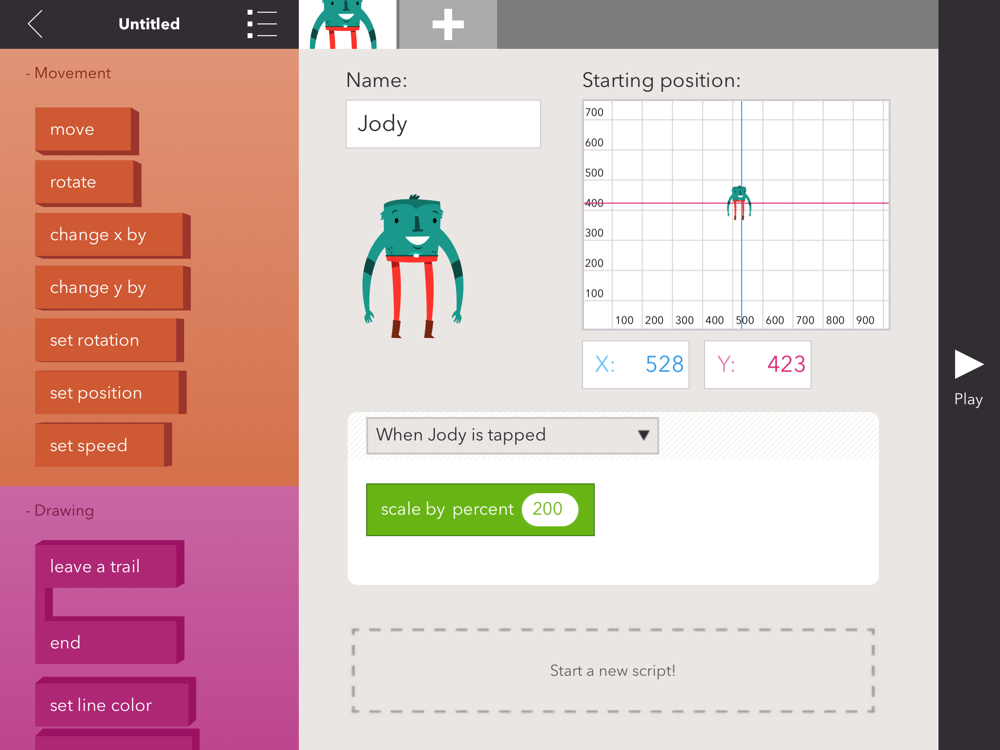 Untitled
- Movement
move
rotate
change x by
change y by
set rotation
set position
set speed
- Drawing
leave a trail
end
set line color
Name:
Jody
Starting position:
700
600
500
400
300
200
100
100 200 300 400 500 600 700 800 900
X: 528 Y: 423
When Jody is tapped
scale by percent 200
Start a new script!
Play